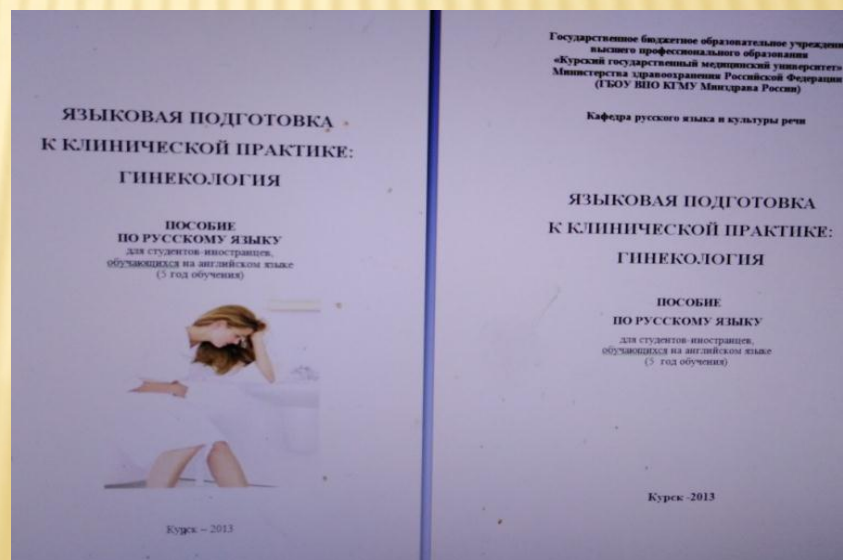 ЯЗЫКОВАЯ ПОДГОТОВКА
К КЛИНИЧЕСКОЙ ПРАКТИКЕ:
ГИНЕКОЛОГИЯ
ПОСОБИЕ
ПО РУССКОМУ ЯЗЫКУ
для студентов-иностранцев,
обучающихся на английском языке
(5 год обучения)
Курск – 2013
Государственное бюджетное образовательное учреждени
высшего профессионального образования
«Курский государственный медицинский университет»
Министерства здравоохранения Российской Федерации
(ГБОУ ВПО КГМУ Минздрава России)
Кафедра русского языка и культуры речи
ЯЗЫКОВАЯ ПОДГОТОВКА
К КЛИНИЧЕСКОЙ ПРАКТИКЕ:
ГИНЕКОЛОГИЯ
ПОСОБИЕ
ПО РУССКОМУ ЯЗЫКУ
для студентов-иностранцев,
обучающихся на английском языке
(5 год обучения)
Курск -2013